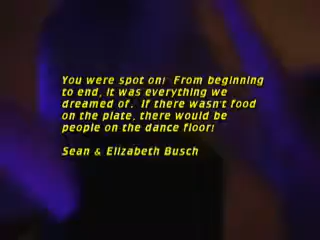 You were spot on!  From beginning
to end, it was everything we
dreamed of.  If there wasn't food
on the plate, there would be
people on the dance floor!
Sean & Elizabeth Busch